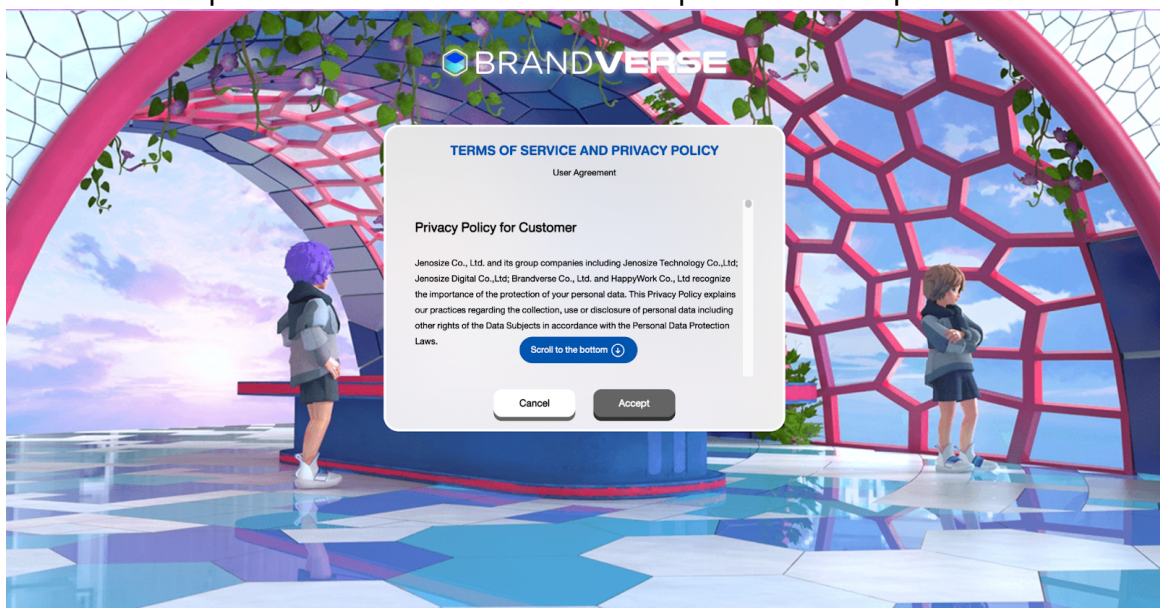 BRANDVERSE
TERMS OF SERVICE AND PRIVACY POLICY
User Agreement
Privacy Policy for Customer
Jenosize Co., Ltd. and its group companies including Jenosize Technology Co.,Ltd;
Jenosize Digital Co.,Ltd; Brandverse Co., Ltd. and HappyWork Co., Ltd recognize
the importance of the protection of your personal data. This Privacy Policy explains
our practices regarding the collection, use or disclosure of personal data including
other rights of the Data Subjects in accordance with the Personal Data Protection
Laws.
Scroll to the bottom
Cancel
Accept